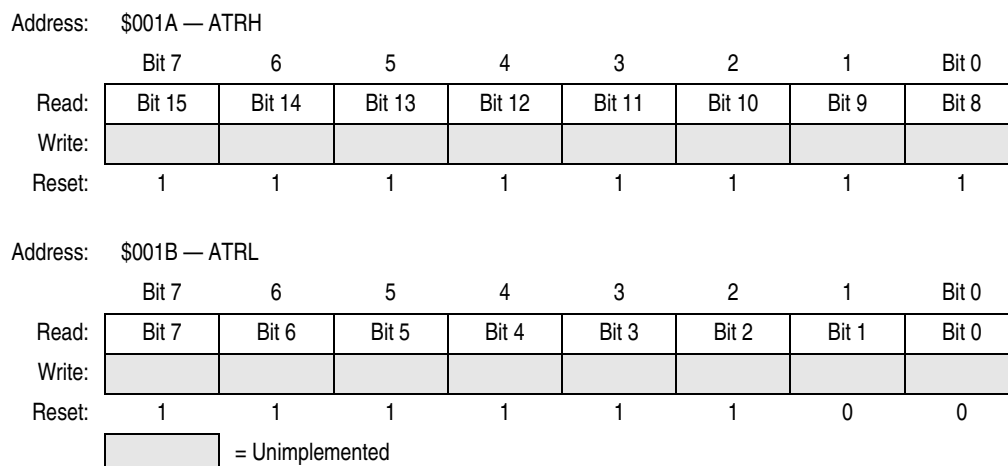 Address: $001A — ATRH
Bit 7 6 5 4 3 2 1 Bit 0
Read: Bit 15 Bit 14 Bit 13 Bit 12 Bit 11 Bit 10 Bit 9 Bit 8
Write:
Reset: 1 1 1 1 1 1 1 1
Address: $001B — ATRL
Bit 7 6 5 4 3 2 1 Bit 0
Read: Bit 7 Bit 6 Bit 5 Bit 4 Bit 3 Bit 2 Bit 1 Bit 0
Write:
Reset: 1 1 1 1 1 1 0 0
= Unimplemented